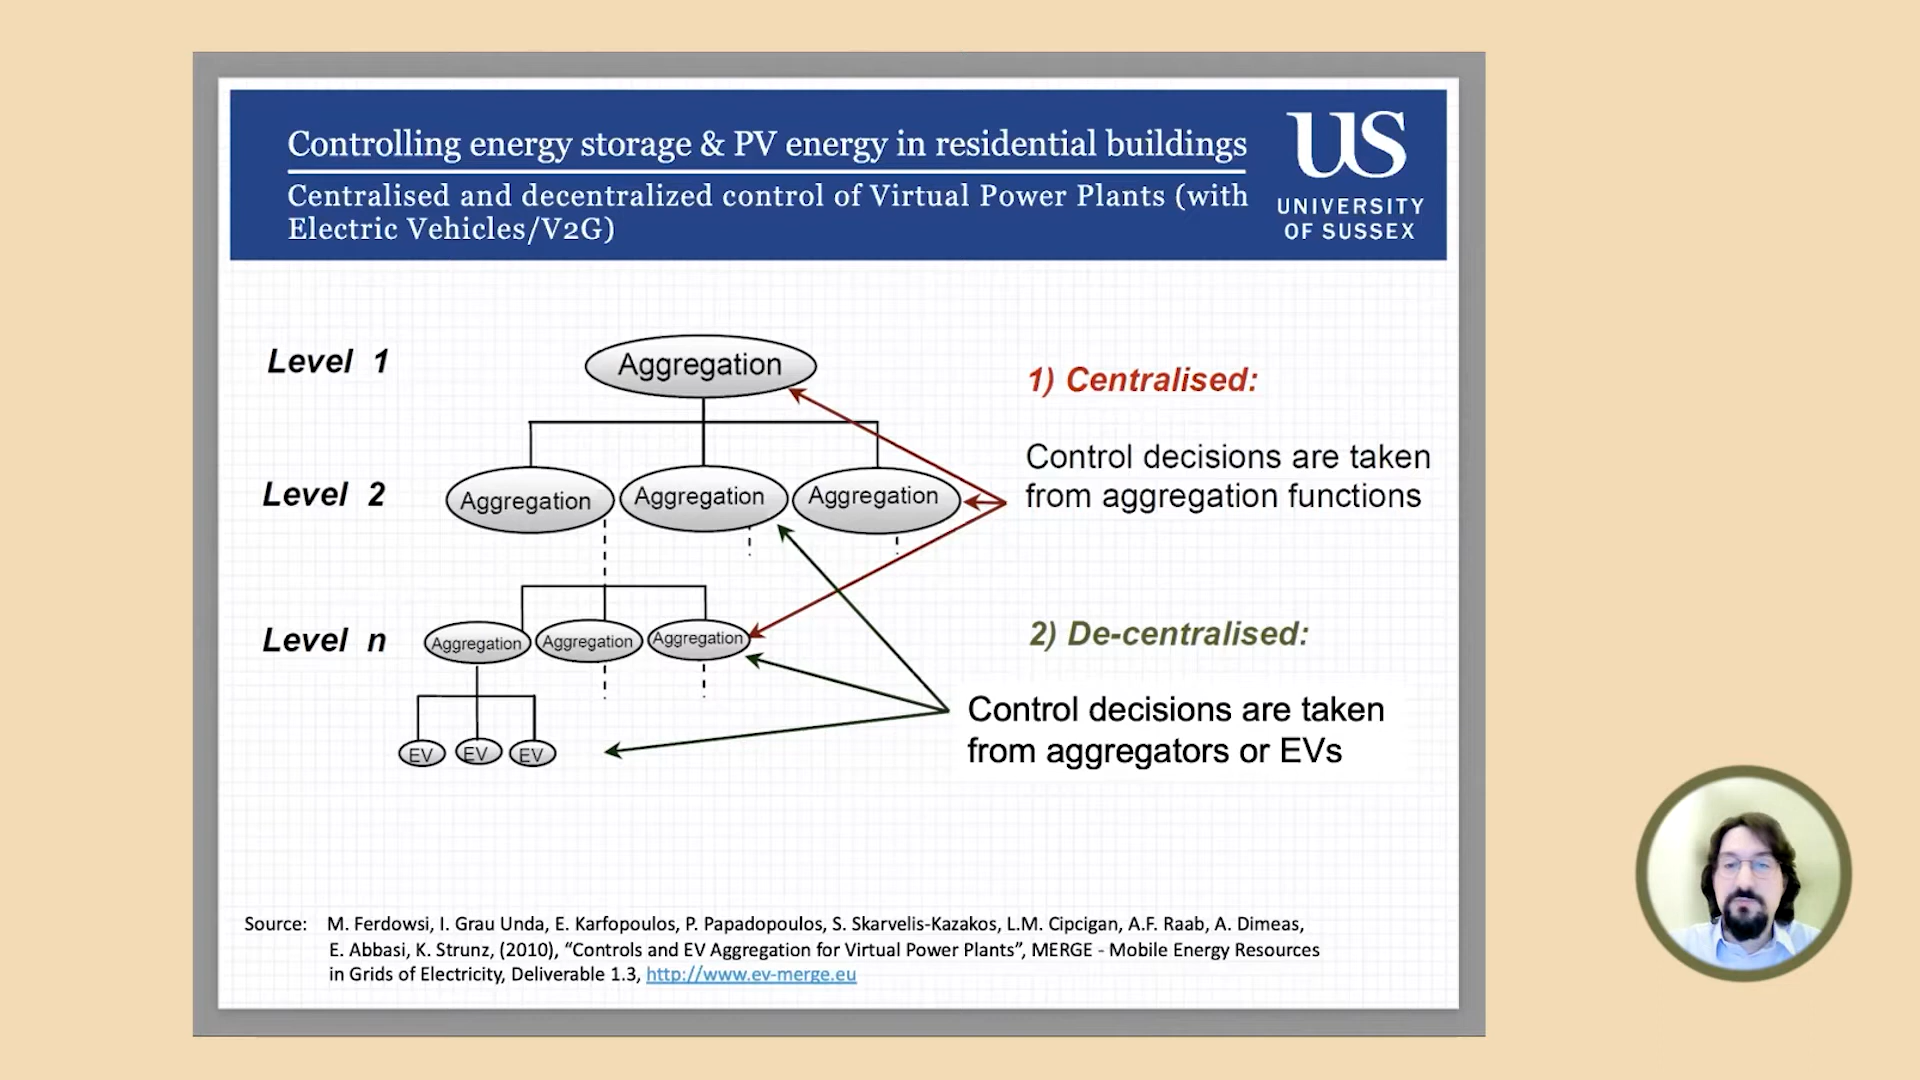 Controlling energy storage & PV energy in residential buildings
Centralised and decentralized control of Virtual Power Plants (with
Electric Vehicles/V2G)
US
UNIVERSITY
OF SUSSEX
Level 1
Aggregation
1) Centralised:
Control decisions are taken
from aggregation functions
Level 2
Aggregation
Aggregation
Aggregation
Level n
Aggregation
Aggregation
Aggregation
2) De-centralised:
Control decisions are taken
from aggregators or EVs
EV
EV
EV
Source: M. Ferdowsi, I. Grau Unda, E. Karfopoulos, P. Papadopoulos, S. Skarvelis-Kazakos, L.M. Cipcigan, A.F. Raab, A. Dimeas,
E. Abbasi, K. Strunz, (2010), “Controls and EV Aggregation for Virtual Power Plants”, MERGE - Mobile Energy Resources
in Grids of Electricity, Deliverable 1.3, http://www.ev-merge.eu